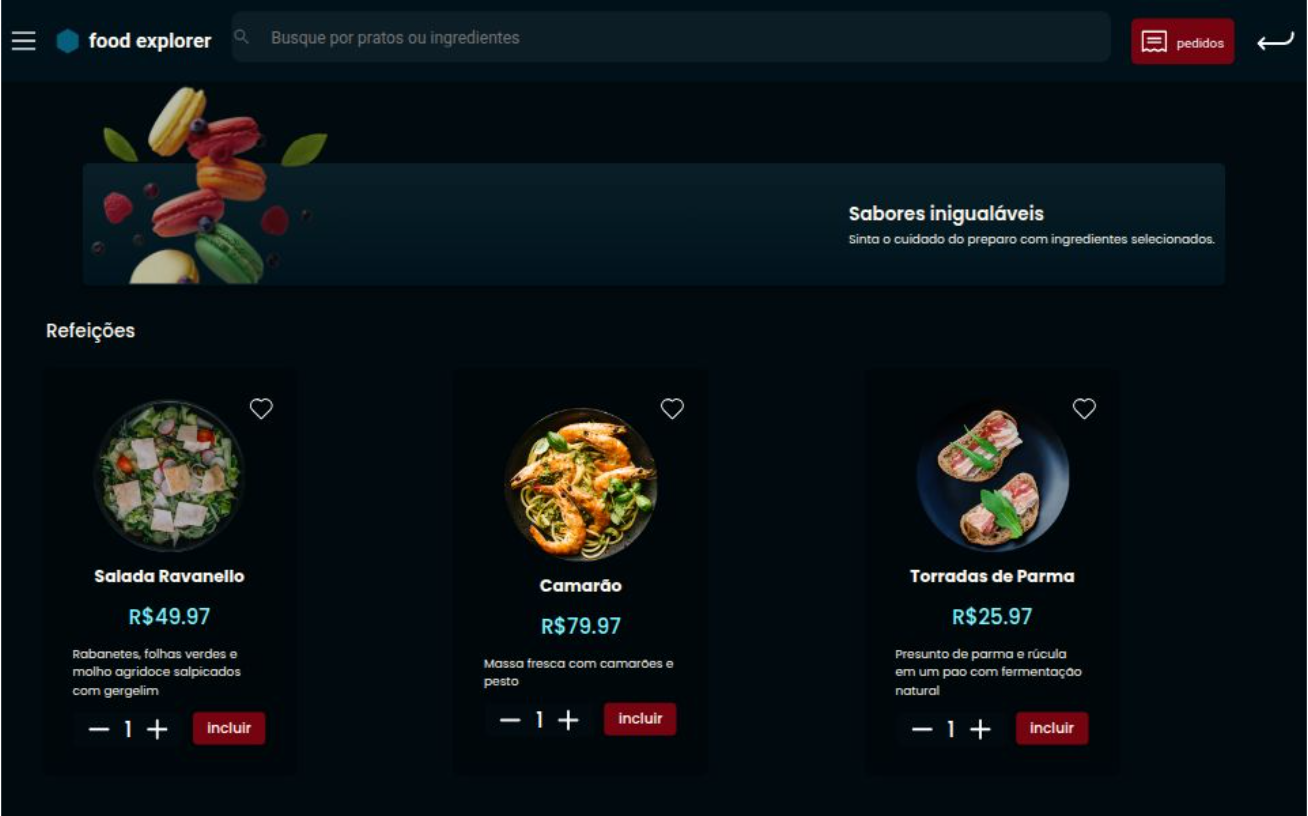 food explorer
Busque por pratos ou ingredientes
pedidos
Sabores inigualáveis
Sinta o cuidado do preparo com ingredientes selecionados.
Refeições
Salada Ravanello
R$49.97
Rabanetes, folhas verdes e
molho agridoce salpicados
com gergelim
1
incluir
Camarão
R$79.97
Massa fresca com camarões e
pesto
1
incluir
Torradas de Parma
R$25.97
Presunto de parma e rúcula
em um pao com fermentação
natural
1
incluir